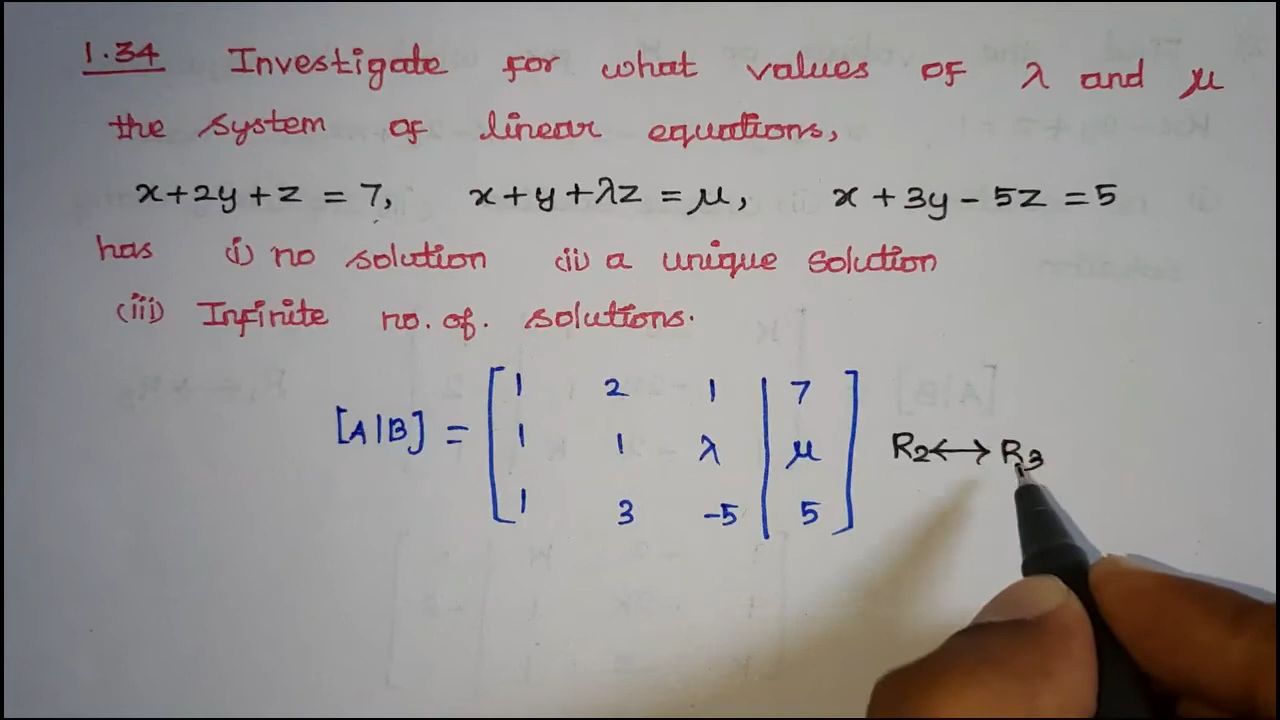 1.34 Investigate for what values of λ and μ
the system of linear equations,
x+2y+z = 7, x+y+λz = μ, x+3y-5z = 5
has (i) no solution (ii) a unique solution
(iii) Infinite no. of. solutions.
[A|B] = [1 2 1 | 7
1 1 λ | μ
1 3 -5 | 5] R2↔R3